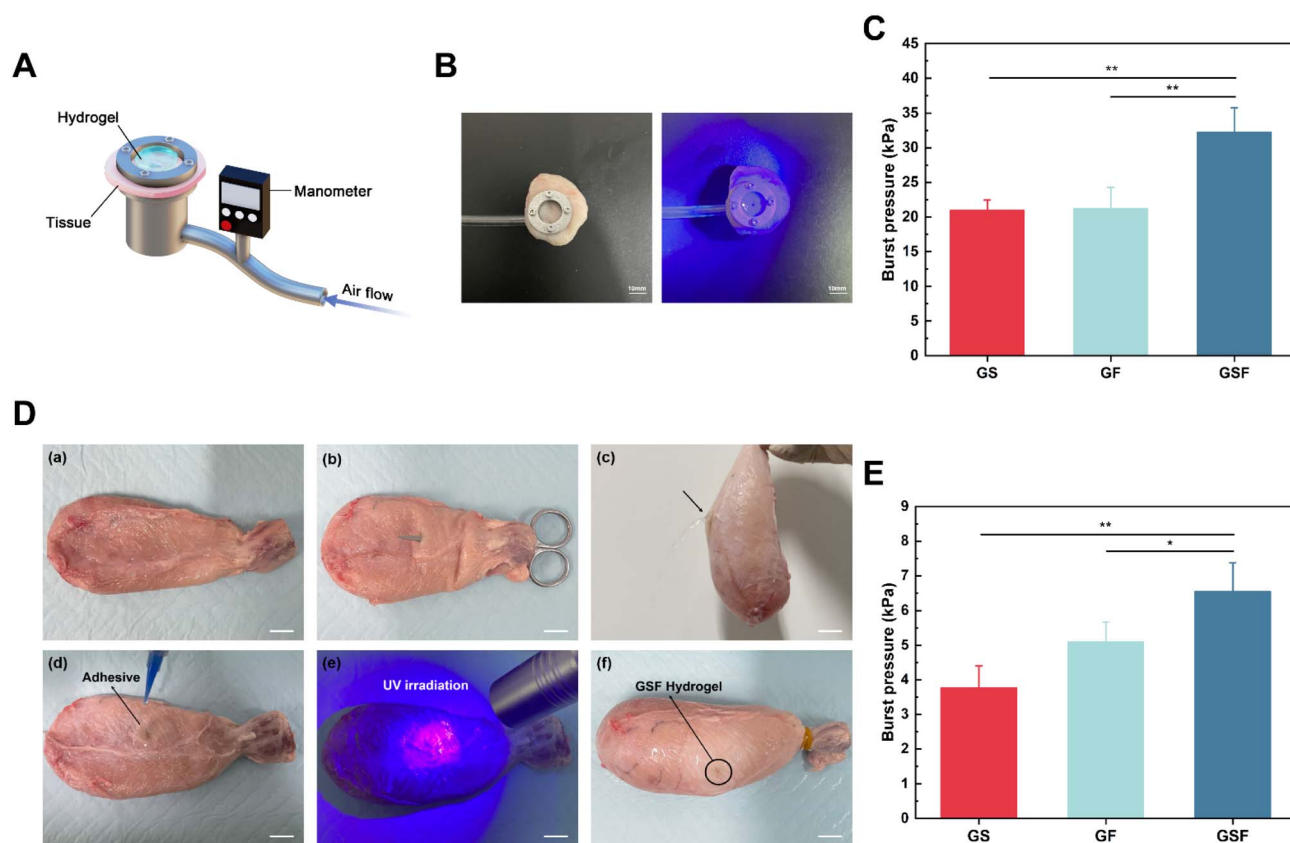 A
Hydrogel
Manometer
Tissue
Air flow
B
10mm
10mm
C
45
40
35
30
25
20
15
10
5
0
Burst pressure (kPa)
**
**
GS
GF
GSF
D
(a)
(b)
(c)
(d)
Adhesive
(e)
UV irradiation
(f)
GSF Hydrogel
E
9
8
7
6
5
4
3
2
1
0
Burst pressure (kPa)
**
*
GS
GF
GSF